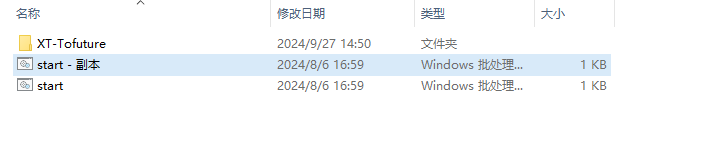 名称 修改日期 类型 大小
XT-Tofuture 2024/9/27 14:50 文件夹
start - 副本 2024/8/6 16:59 Windows 批处理... 1 KB
start 2024/8/6 16:59 Windows 批处理... 1 KB